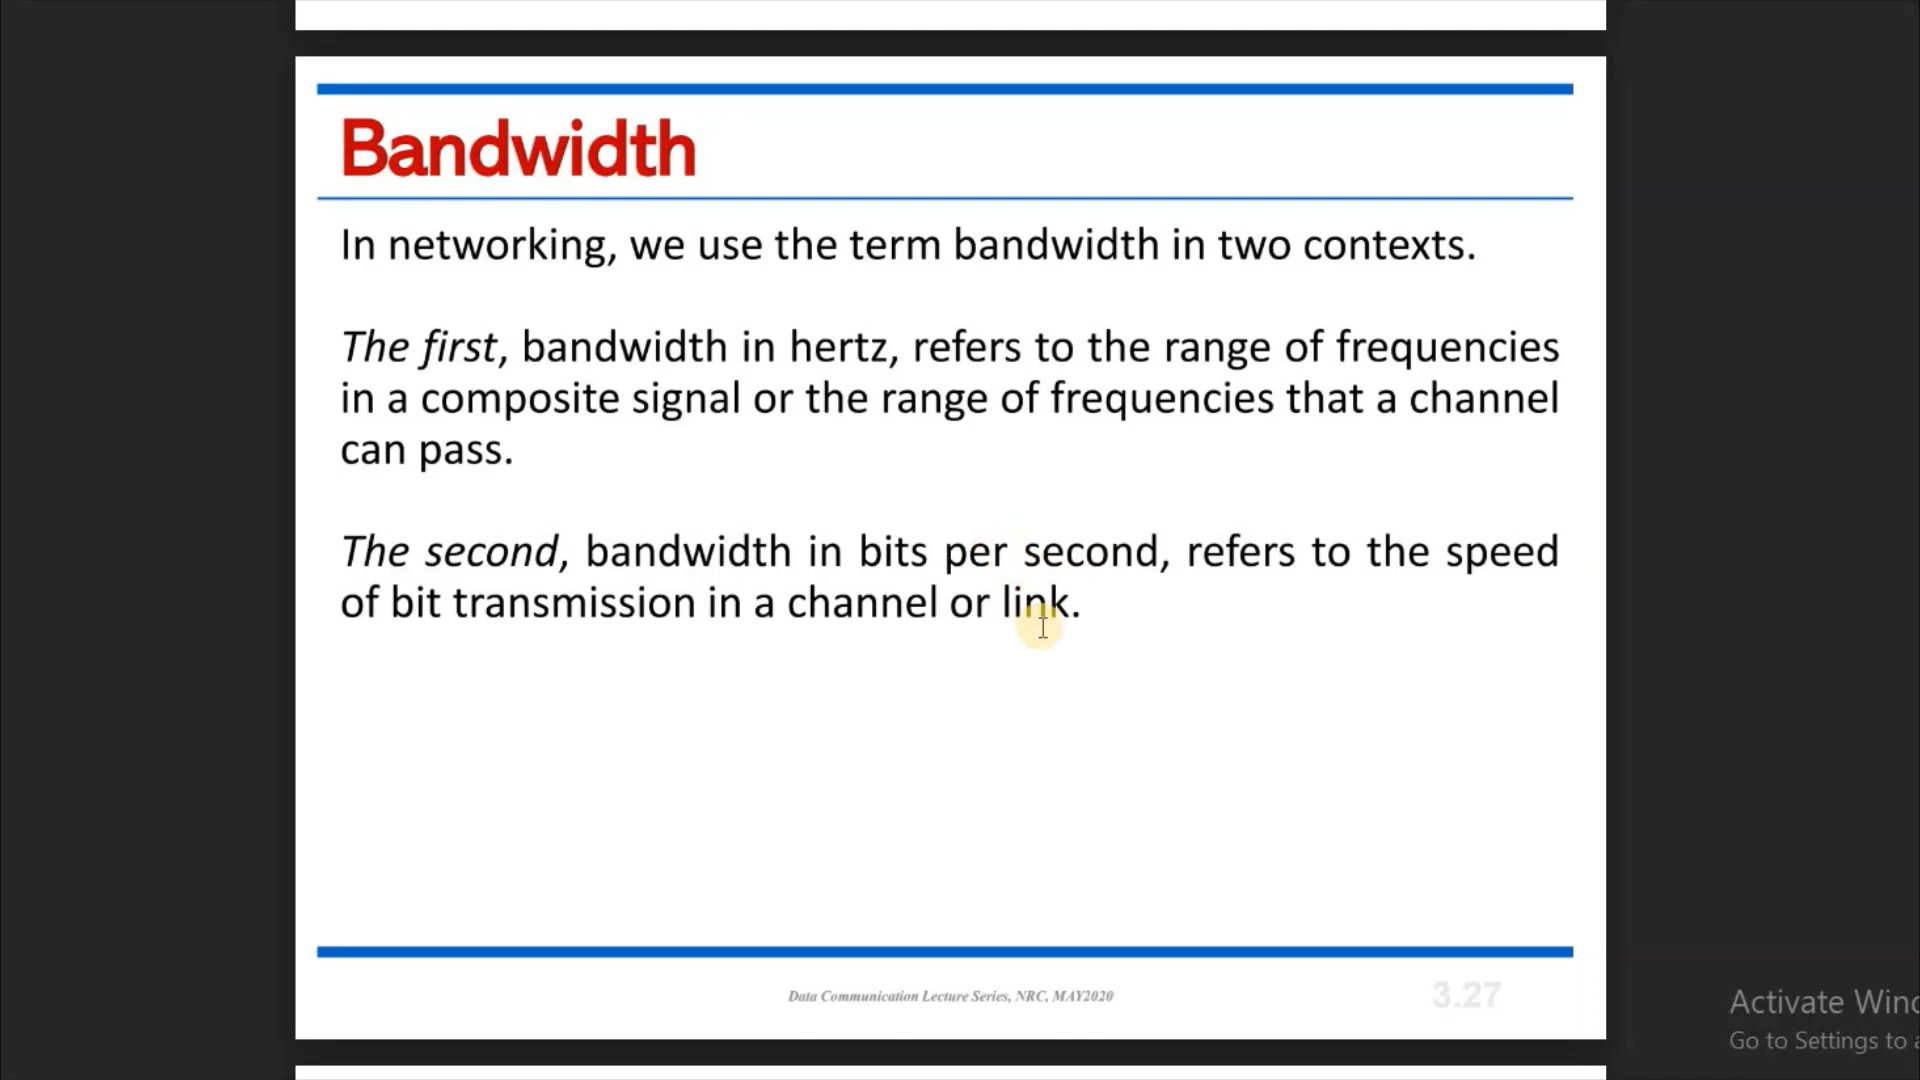 Bandwidth
In networking, we use the term bandwidth in two contexts.
The first, bandwidth in hertz, refers to the range of frequencies
in a composite signal or the range of frequencies that a channel
can pass.
The second, bandwidth in bits per second, refers to the speed
of bit transmission in a channel or link.
Data Communication Lecture Series, NRC, MAY2020
3.27
Activate Wind
Go to Settings to a